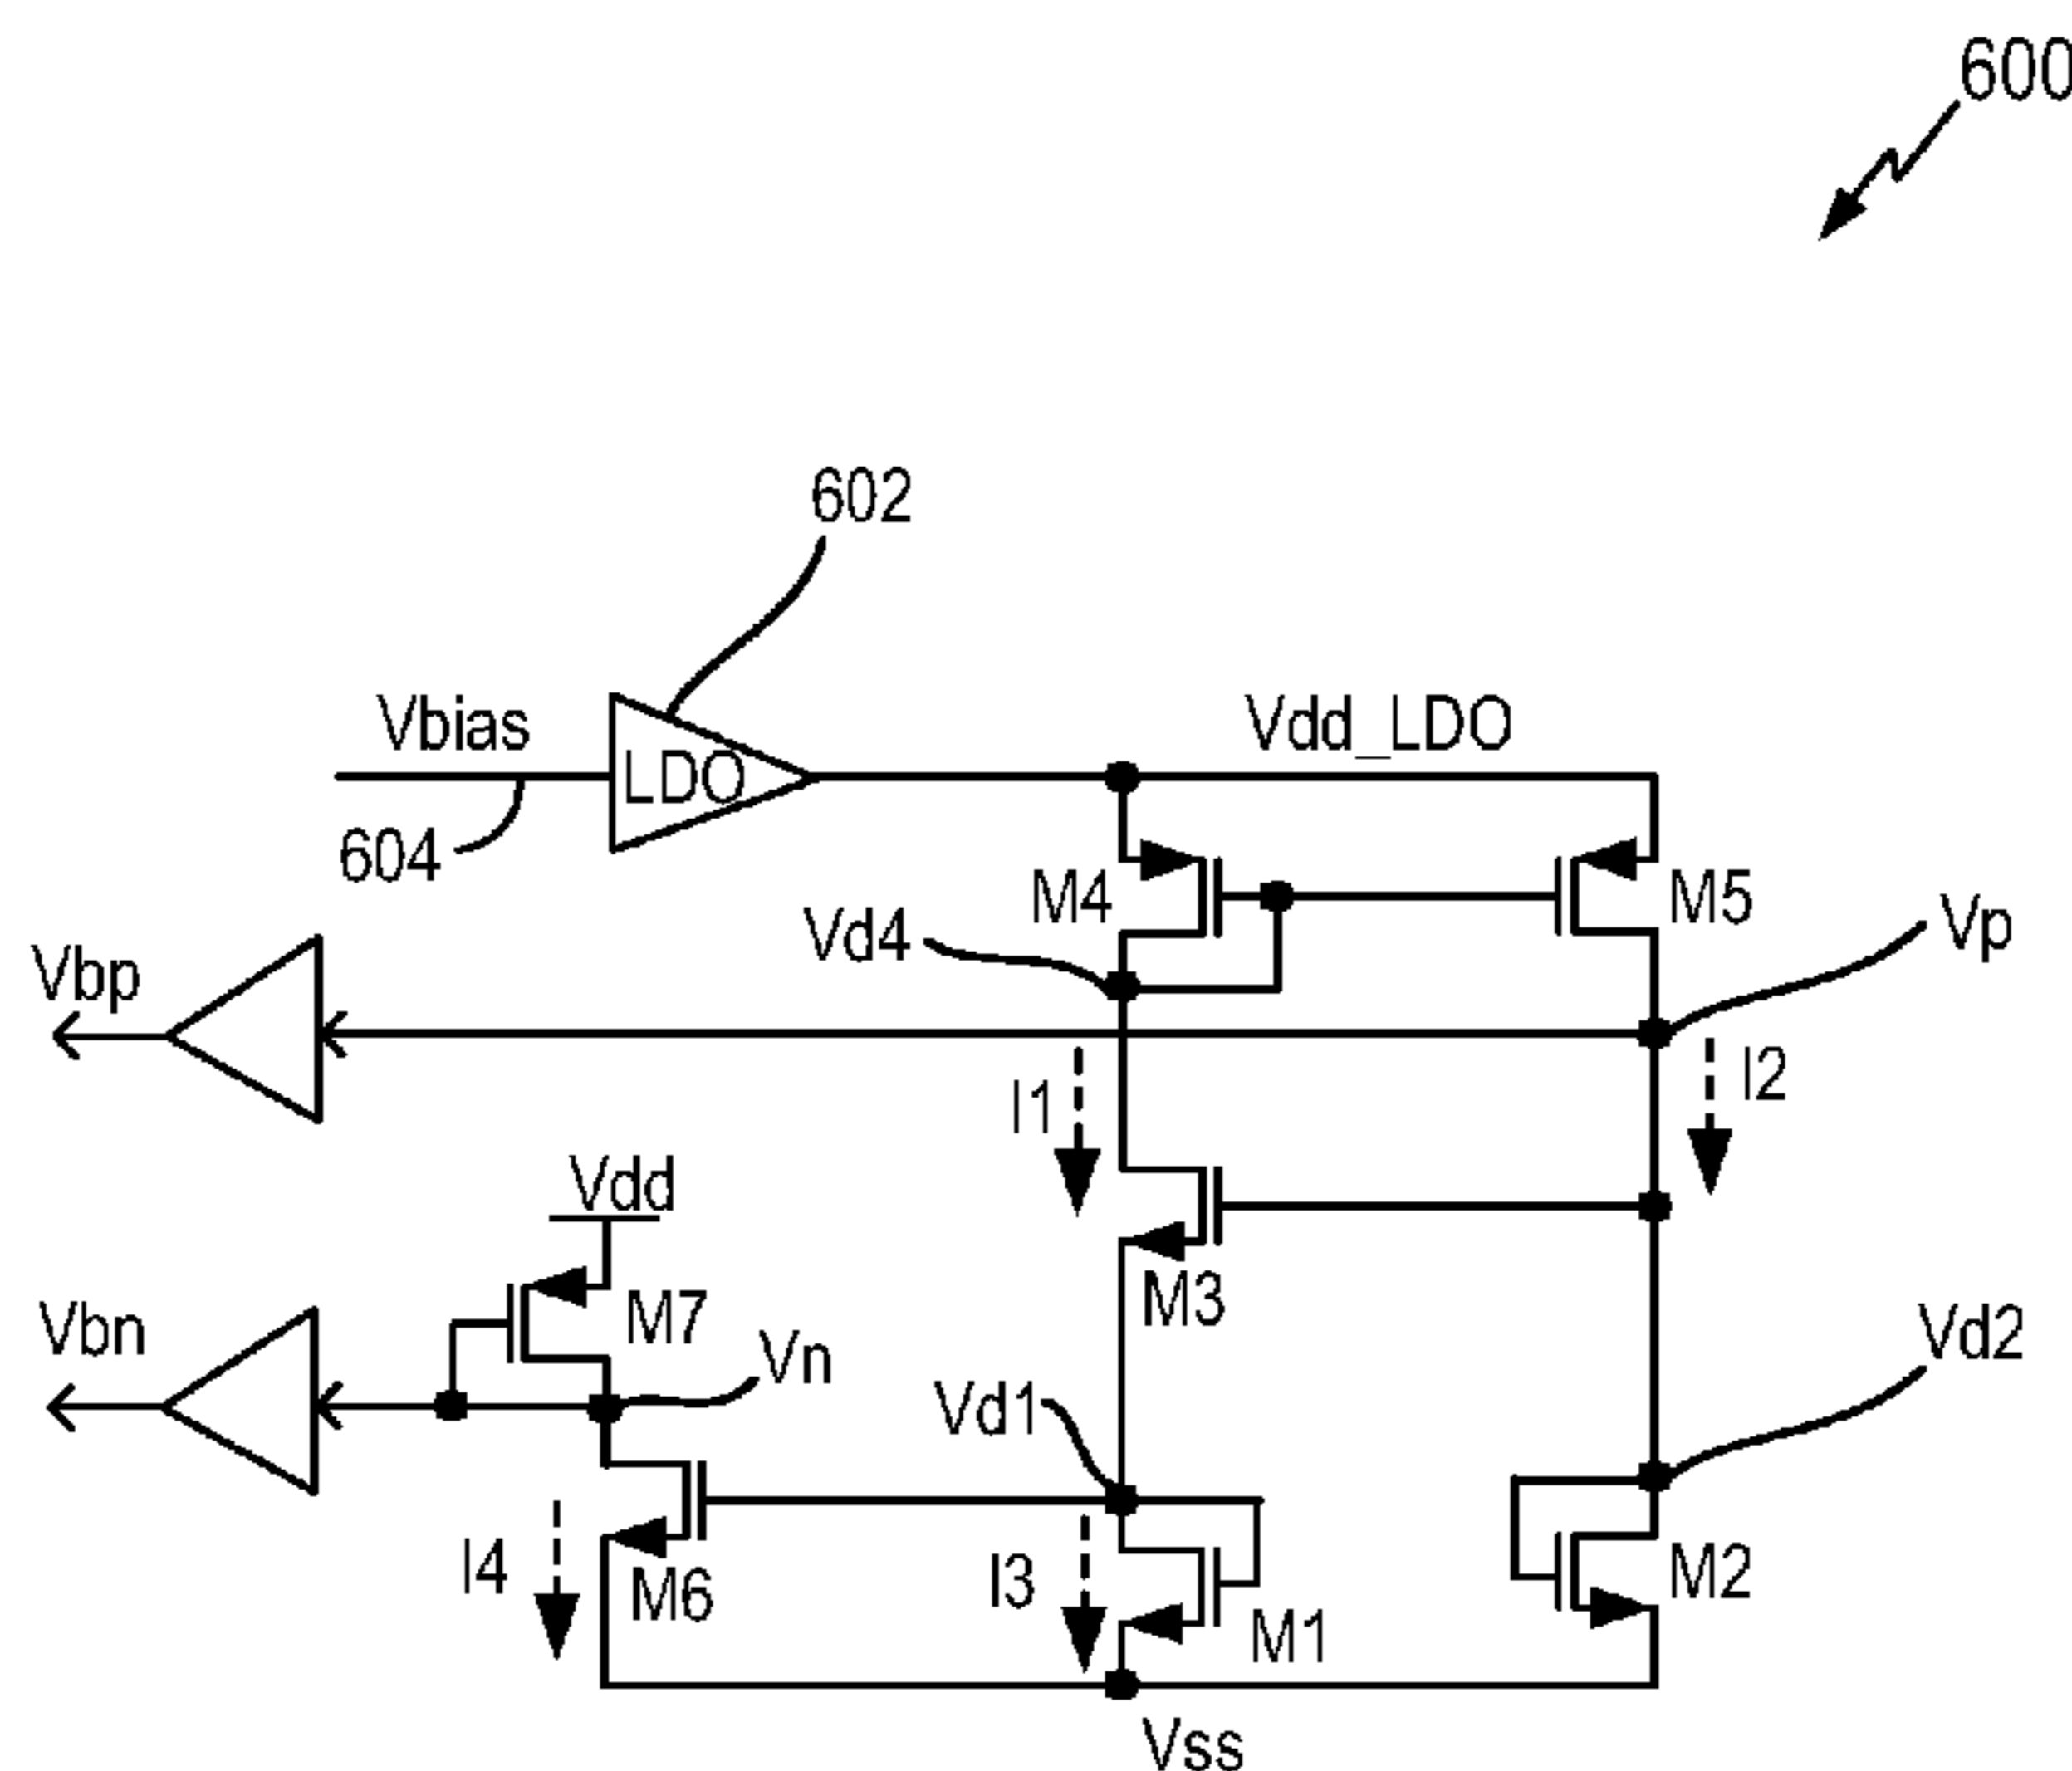 600
602
Vbias
LDO
Vdd_LDO
604
M4
M5
Vd4
Vp
Vbp
I1
I2
Vdd
M7
M3
Vbn
Vn
Vd1
Vd2
I4
M6
I3
M1
M2
Vss